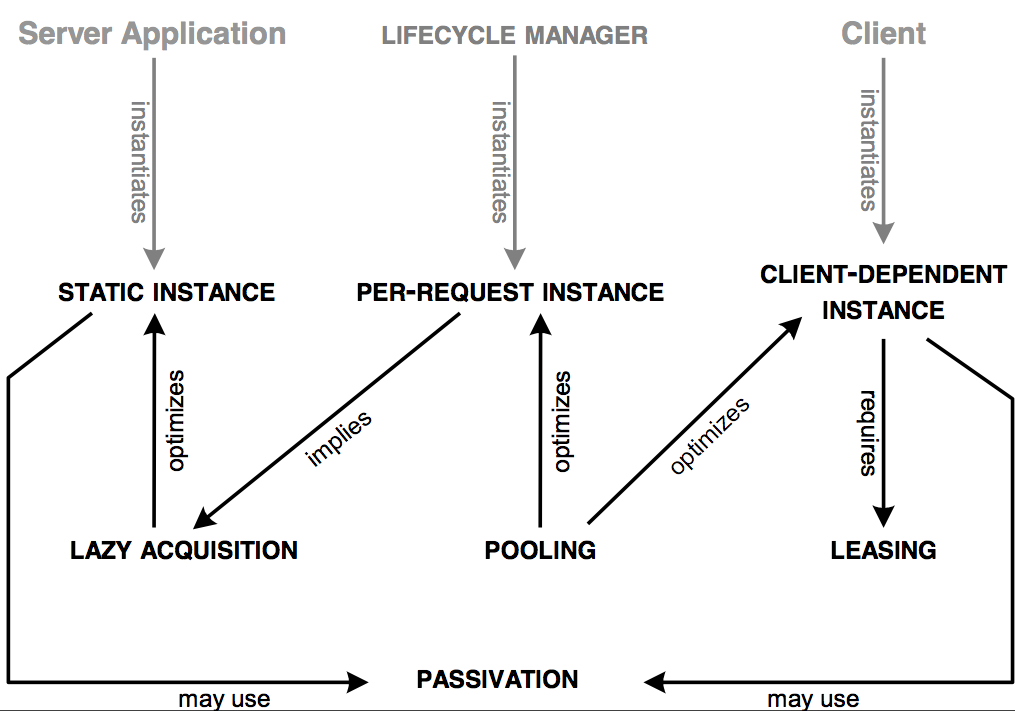 Server Application
LIFECYCLE MANAGER
Client
instantiates
instantiates
instantiates
STATIC INSTANCE
PER-REQUEST INSTANCE
CLIENT-DEPENDENT
INSTANCE
optimizes
implies
optimizes
optimizes
requires
LAZY ACQUISITION
POOLING
LEASING
PASSIVATION
may use
may use